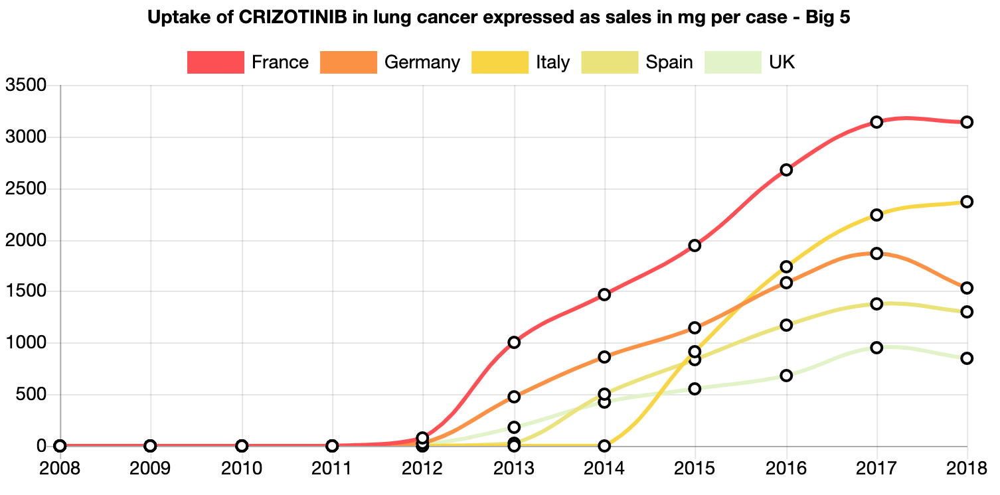 Uptake of CRIZOTINIB in lung cancer expressed as sales in mg per case - Big 5
France Germany Italy Spain UK
3500
3000
2500
2000
1500
1000
500
0
2008 2009 2010 2011 2012 2013 2014 2015 2016 2017 2018